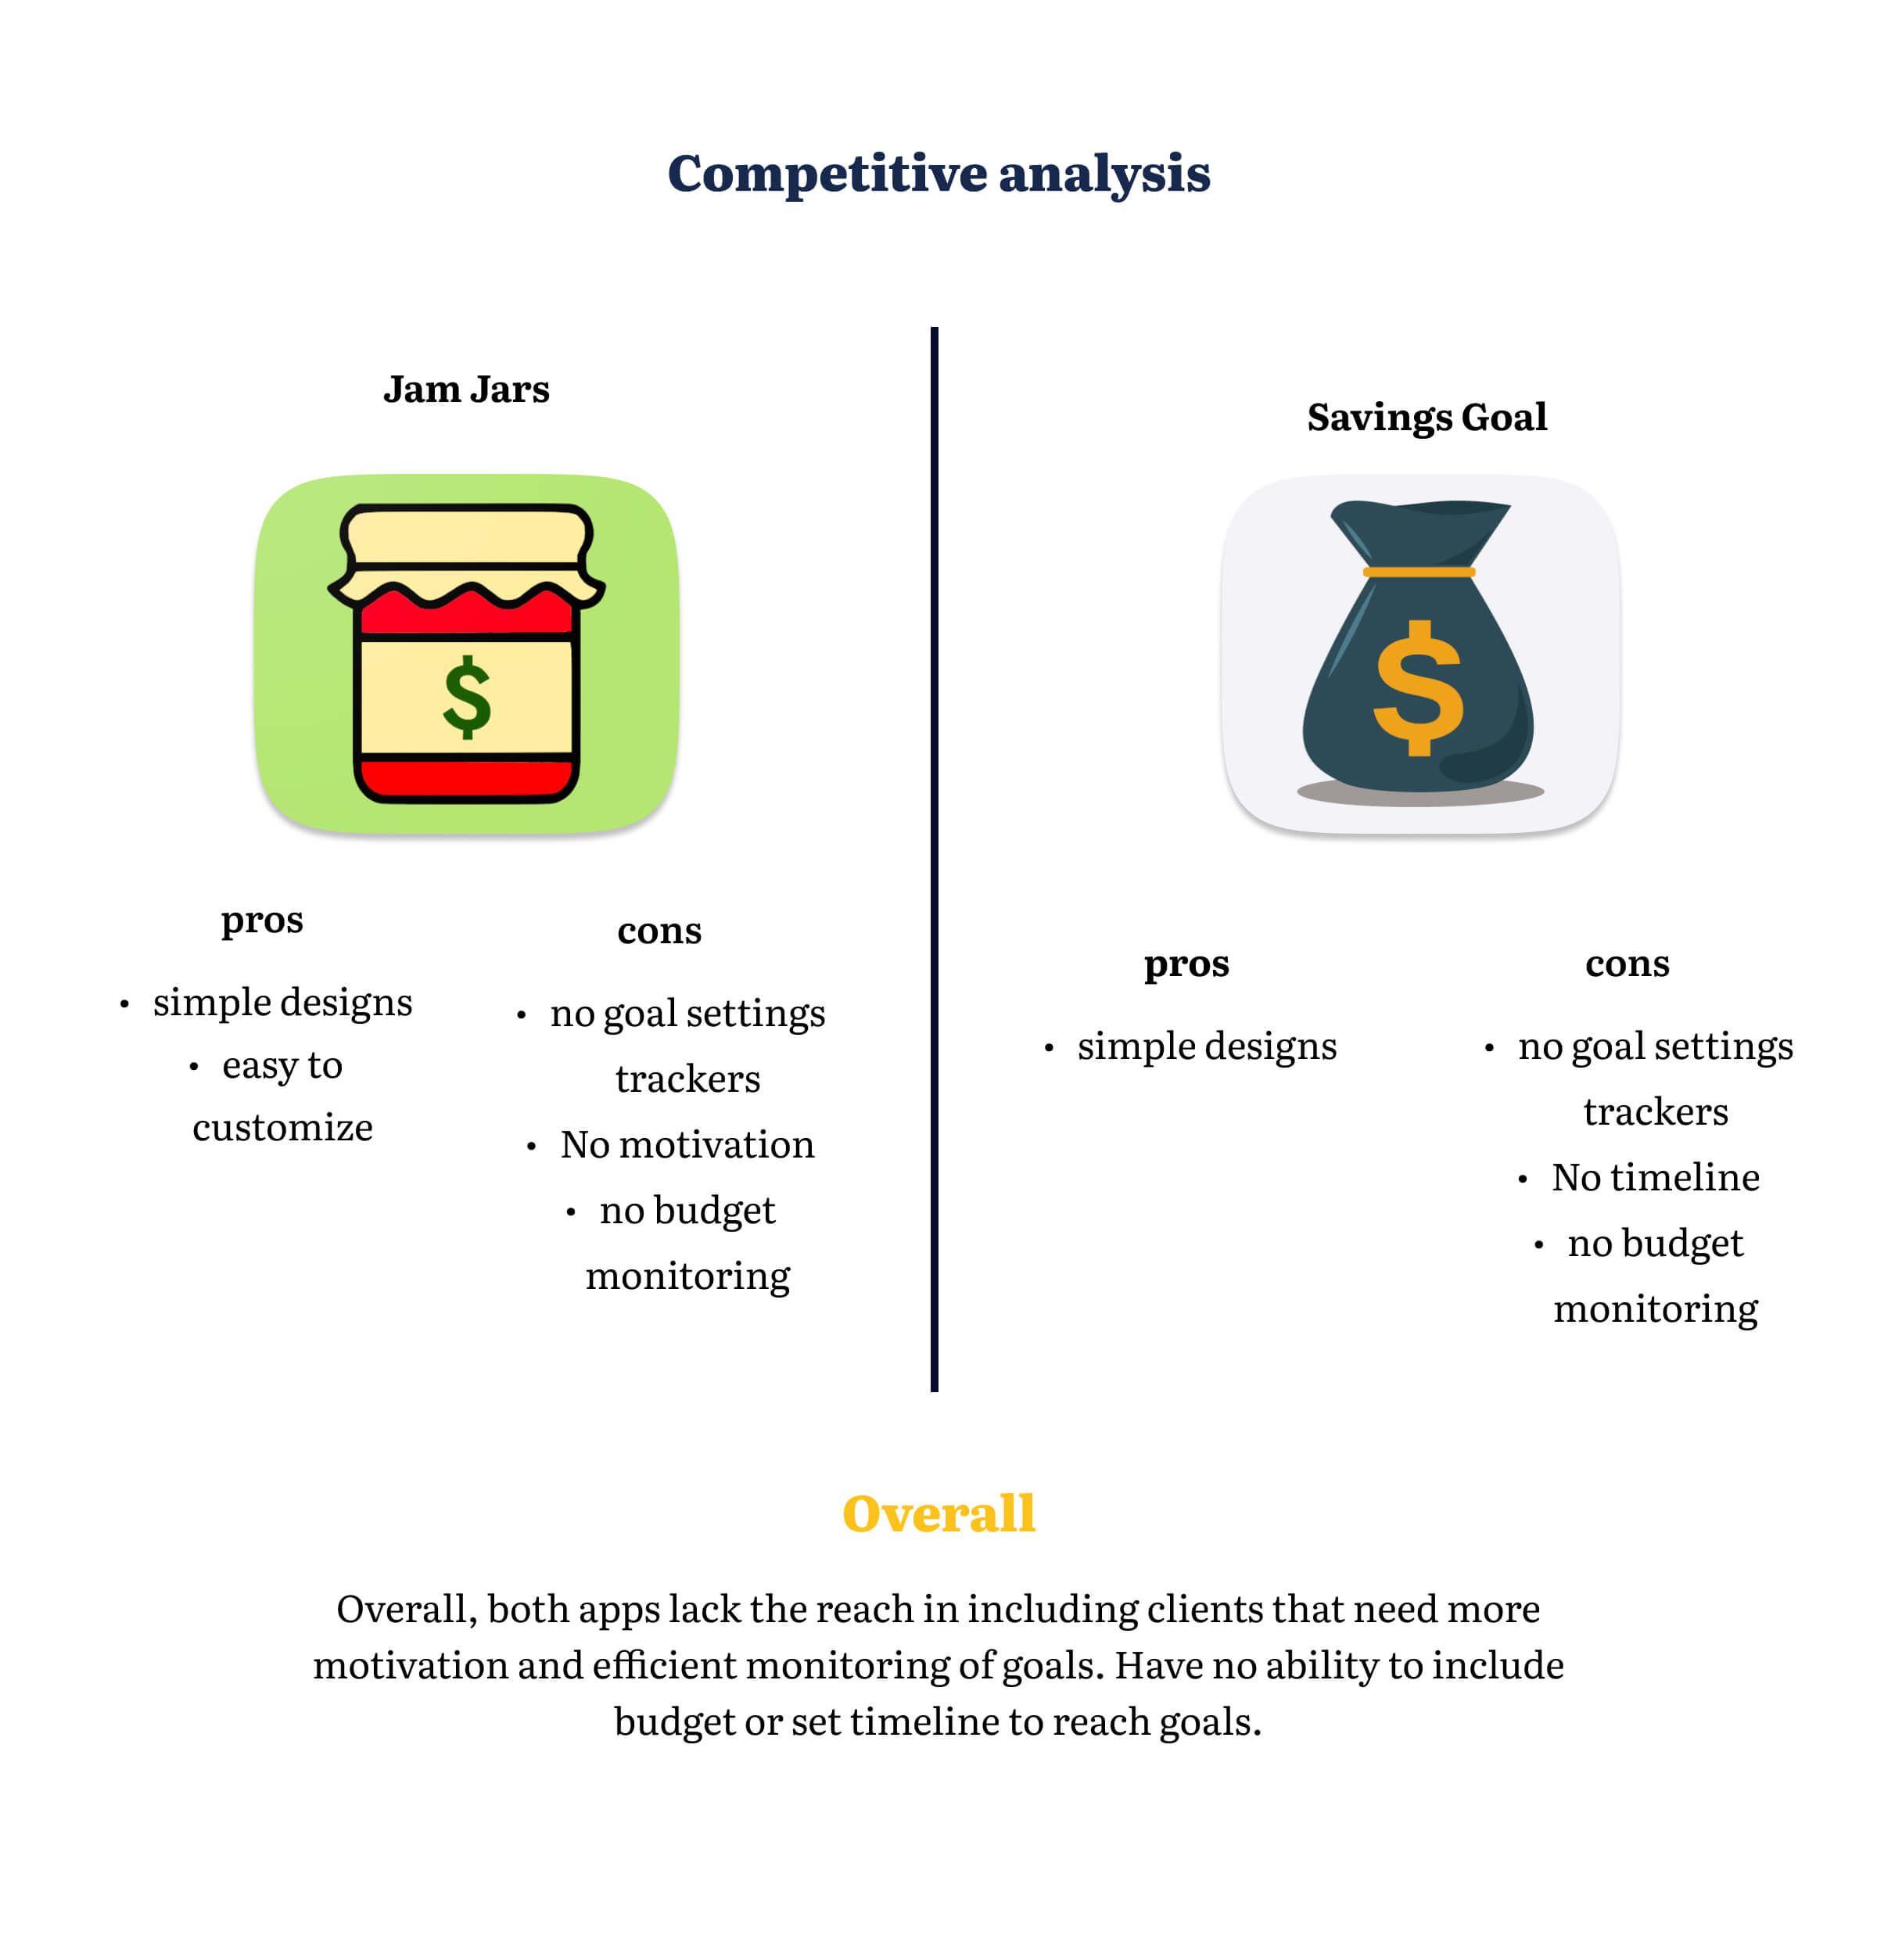 Competitive analysis
Jam Jars
$
pros
• simple designs
• easy to
customize
cons
• no goal settings
trackers
• No motivation
• no budget
monitoring
Savings Goal
$
pros
• simple designs
cons
• no goal settings
trackers
• No timeline
• no budget
monitoring
Overall
Overall, both apps lack the reach in including clients that need more
motivation and efficient monitoring of goals. Have no ability to include
budget or set timeline to reach goals.